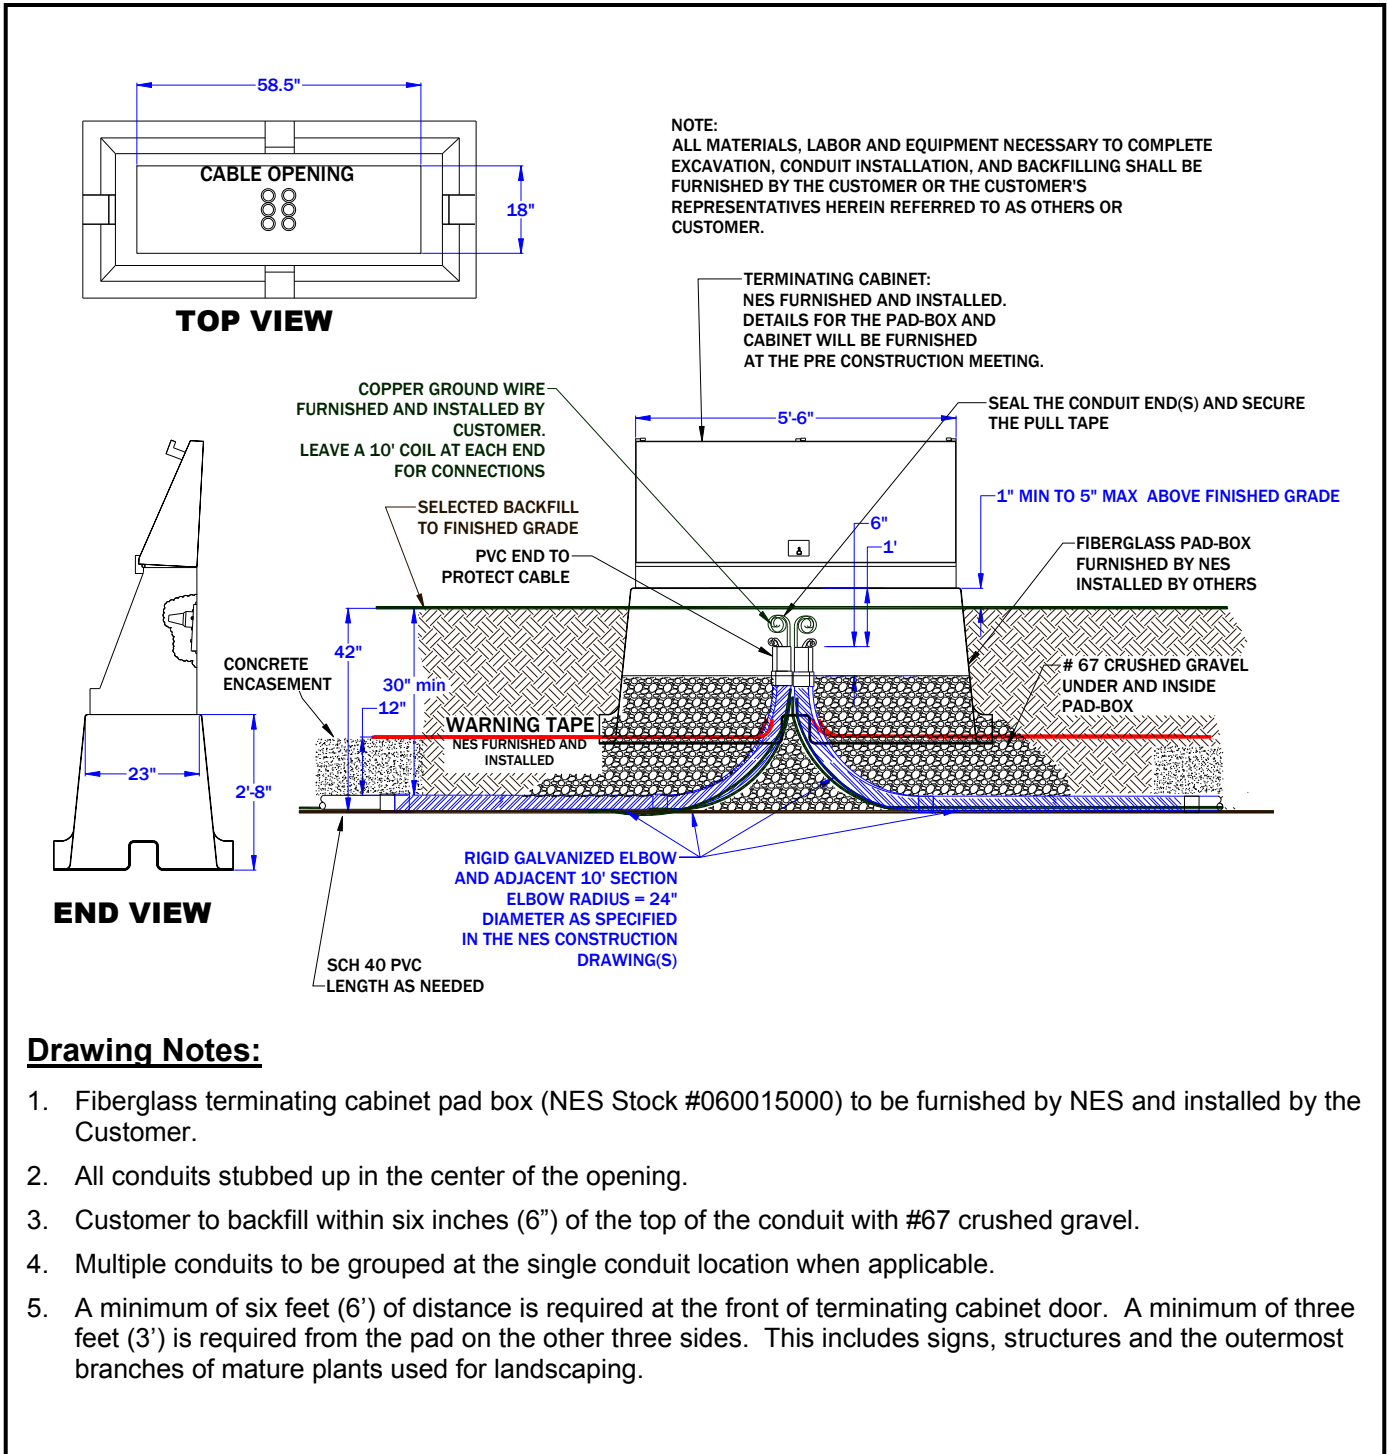 58.5"
CABLE OPENING
18"
TOP VIEW
NOTE:
ALL MATERIALS, LABOR AND EQUIPMENT NECESSARY TO COMPLETE
EXCAVATION, CONDUIT INSTALLATION, AND BACKFILLING SHALL BE
FURNISHED BY THE CUSTOMER OR THE CUSTOMER'S
REPRESENTATIVES HEREIN REFERRED TO AS OTHERS OR
CUSTOMER.
TERMINATING CABINET:
NES FURNISHED AND INSTALLED.
DETAILS FOR THE PAD-BOX AND
CABINET WILL BE FURNISHED
AT THE PRE CONSTRUCTION MEETING.
COPPER GROUND WIRE
FURNISHED AND INSTALLED BY
CUSTOMER.
LEAVE A 10' COIL AT EACH END
FOR CONNECTIONS
5'-6"
SEAL THE CONDUIT END(S) AND SECURE
THE PULL TAPE
SELECTED BACKFILL
TO FINISHED GRADE
1" MIN TO 5" MAX ABOVE FINISHED GRADE
6"
1'
PVC END TO
PROTECT CABLE
FIBERGLASS PAD-BOX
FURNISHED BY NES
INSTALLED BY OTHERS
42"
30" min
12"
CONCRETE
ENCASEMENT
# 67 CRUSHED GRAVEL
UNDER AND INSIDE
PAD-BOX
WARNING TAPE
NES FURNISHED AND
INSTALLED
23"
2'-8"
END VIEW
RIGID GALVANIZED ELBOW
AND ADJACENT 10' SECTION
ELBOW RADIUS = 24"
DIAMETER AS SPECIFIED
IN THE NES CONSTRUCTION
DRAWING(S)
SCH 40 PVC
LENGTH AS NEEDED
Drawing Notes:
1. Fiberglass terminating cabinet pad box (NES Stock #060015000) to be furnished by NES and installed by the
Customer.
2. All conduits stubbed up in the center of the opening.
3. Customer to backfill within six inches (6”) of the top of the conduit with #67 crushed gravel.
4. Multiple conduits to be grouped at the single conduit location when applicable.
5. A minimum of six feet (6’) of distance is required at the front of terminating cabinet door. A minimum of three
feet (3’) is required from the pad on the other three sides. This includes signs, structures and the outermost
branches of mature plants used for landscaping.